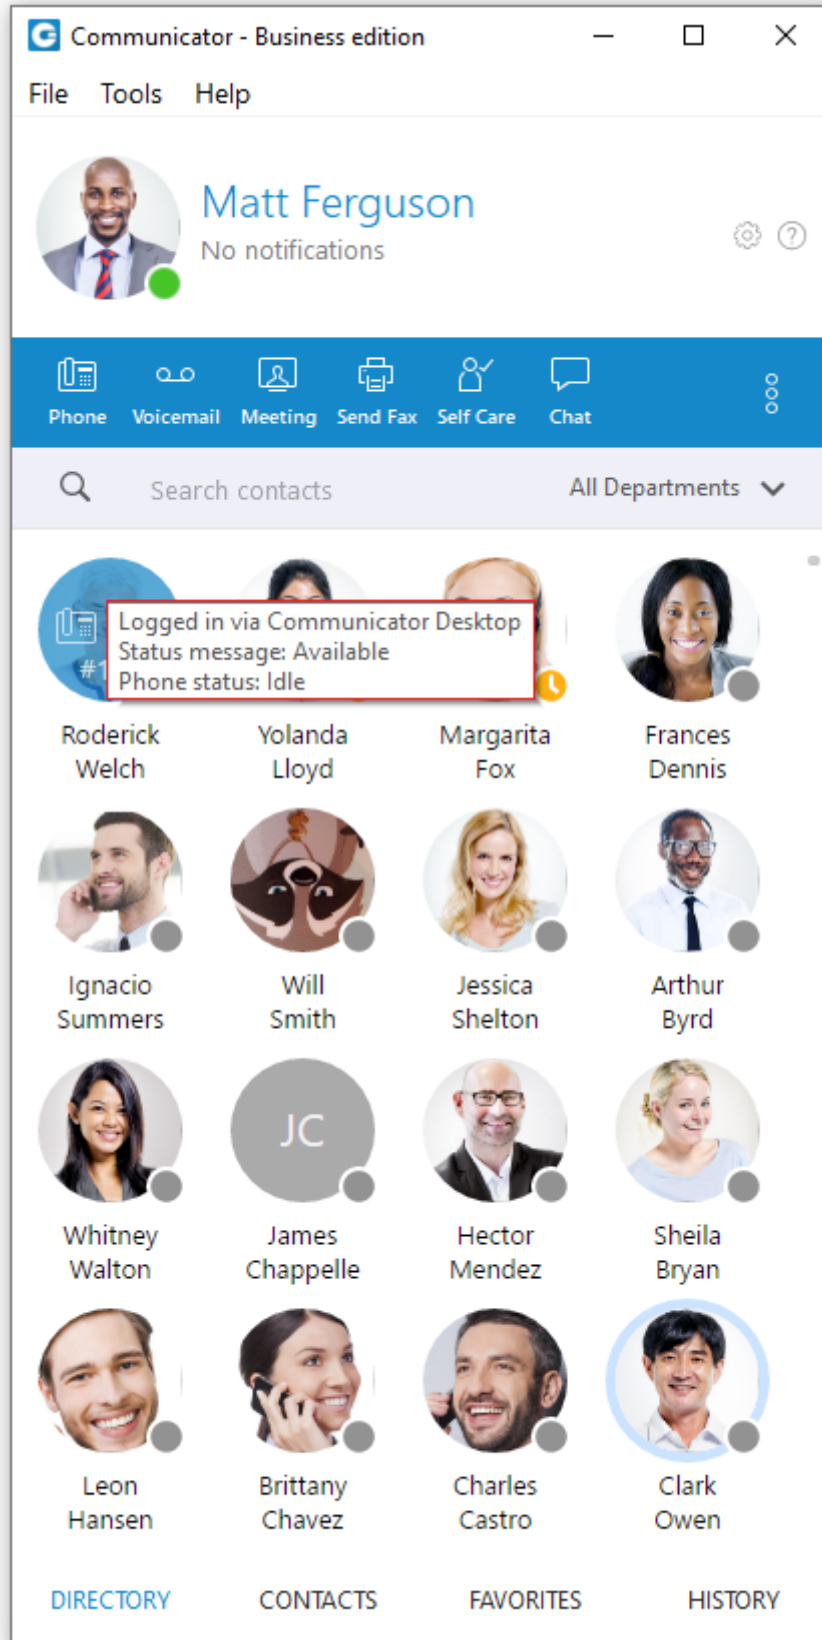 Communicator - Business edition
File Tools Help
Matt Ferguson
No notifications
Phone Voicemail Meeting Send Fax Self Care Chat
Search contacts All Departments
Logged in via Communicator Desktop
Status message: Available
Phone status: Idle
Roderick Yolanda Margarita Frances
Welch Lloyd Fox Dennis
Ignacio Will Jessica Arthur
Summers Smith Shelton Byrd
JC
Whitney James Hector Sheila
Walton Chappelle Mendez Bryan
Leon Brittany Charles Clark
Hansen Chavez Castro Owen
DIRECTORY CONTACTS FAVORITES HISTORY